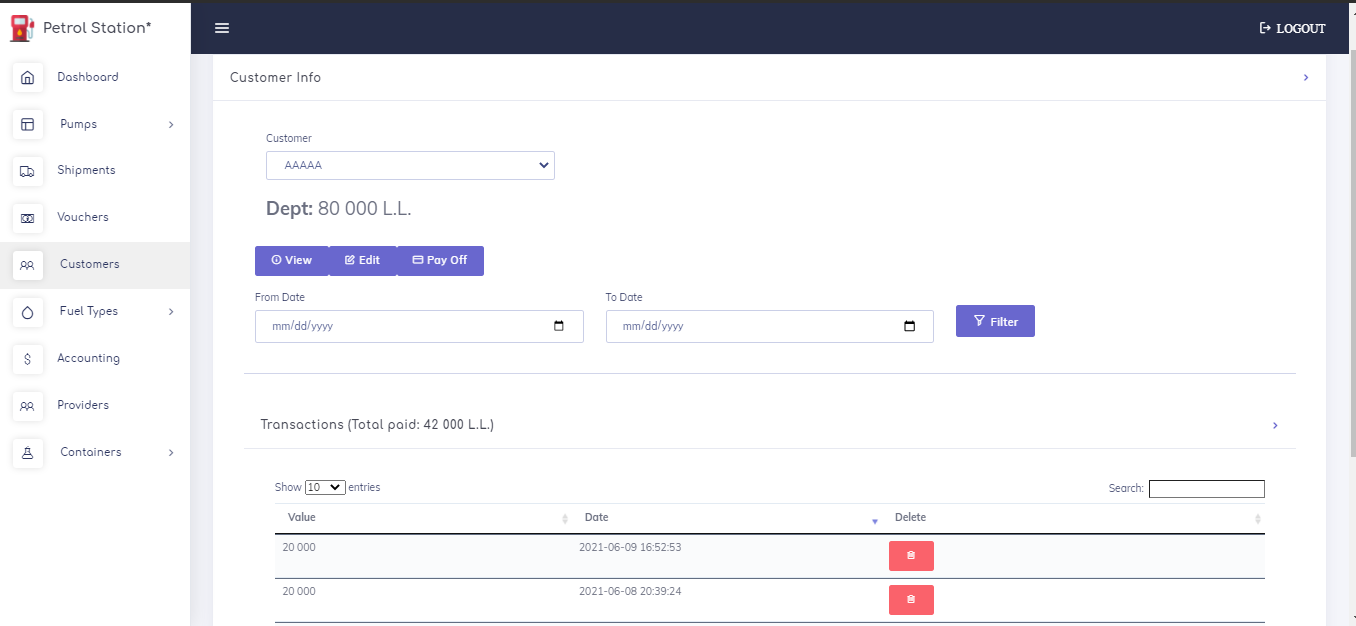 Petrol Station*
LOGOUT
Dashboard
Pumps
Shipments
Vouchers
Customers
Fuel Types
Accounting
Providers
Containers
Customer Info
Customer
AAAAA
Dept: 80 000 L.L.
View Edit Pay Off
From Date To Date
mm/dd/yyyy mm/dd/yyyy Filter
Transactions (Total paid: 42 000 L.L.)
Show 10 entries Search:
Value Date Delete
20 000 2021-06-09 16:52:53
20 000 2021-06-08 20:39:24